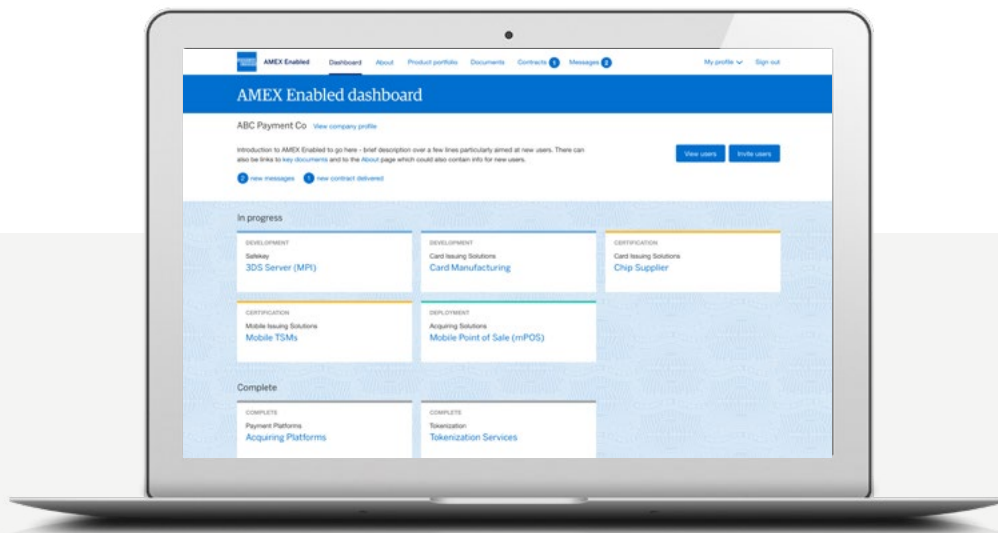 AMEX Enabled
Dashboard
About
Product portfolio
Documents
Contracts 1
Messages 2
My profile
Sign out
AMEX Enabled dashboard
ABC Payment Co View company profile
Introduction to AMEX Enabled to go here - brief description over a few lines particularly aimed at new users. There can
also be links to key documents and to the About page which could also contain info for new users.
View users
Invite users
2 new messages 1 new contract delivered
In progress
DEVELOPMENT
Safekey
3DS Server (MPI)
DEVELOPMENT
Card Issuing Solutions
Card Manufacturing
CERTIFICATION
Card Issuing Solutions
Chip Supplier
CERTIFICATION
Mobile Issuing Solutions
Mobile TSMs
DEPLOYMENT
Acquiring Solutions
Mobile Point of Sale (mPOS)
Complete
COMPLETE
Payment Platforms
Acquiring Platforms
COMPLETE
Tokenization
Tokenization Services